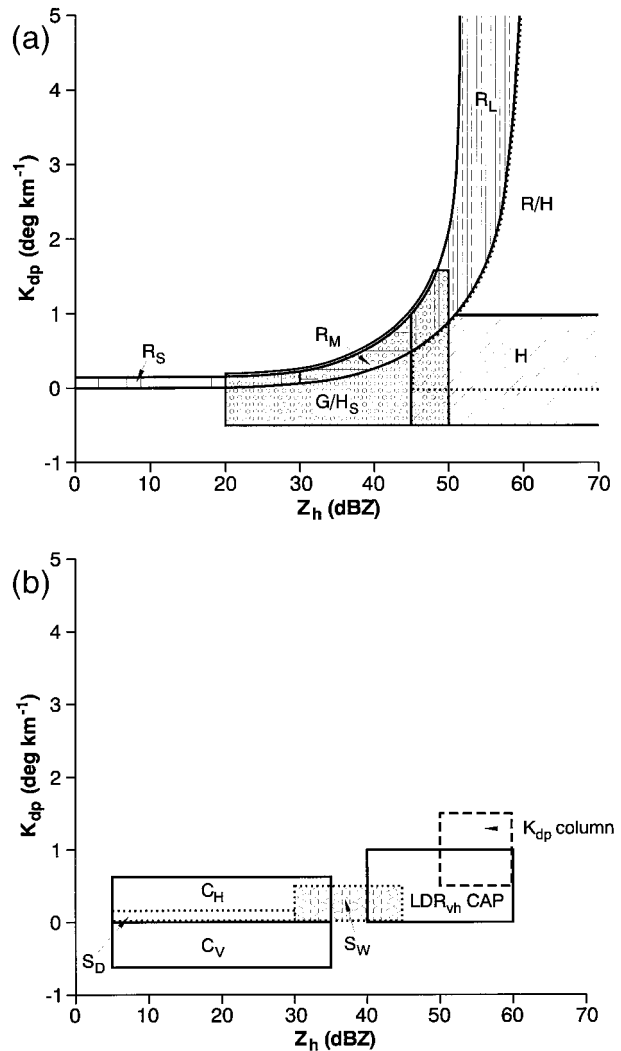 (a)
5
4
3
2
1
0
-1
K_dp (deg km^-1)
R_L
R/H
R_S
R_M
H
G/H_S
0 10 20 30 40 50 60 70
Z_h (dBZ)
(b)
5
4
3
2
1
0
-1
K_dp (deg km^-1)
K_dp column
C_H
LDR_vh CAP
S_D
C_V
S_W
0 10 20 30 40 50 60 70
Z_h (dBZ)